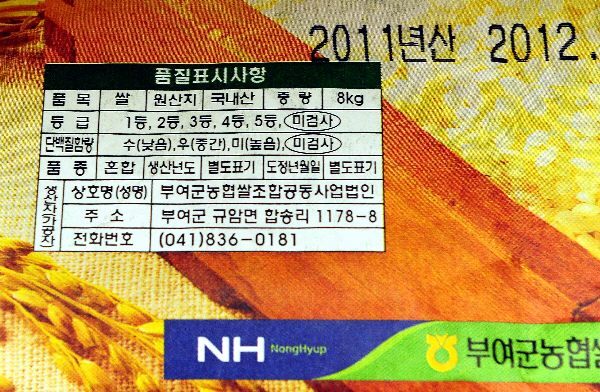 2011년산 2012.
품질표시사항
품 목 쌀 원산지 국내산 중 량 8kg
등 급 1등, 2등, 3등, 4등, 5등, 미검사
단백질함량 수(낮음), 우(중간), 미(높음), 미검사
품 종 혼합 생산년도 별도표기 도정년월일 별도표기
생산자(가공자)
상호명(성명) 부여군농협쌀조합공동사업법인
주 소 부여군 규암면 합송리 1178-8
전화번호 (041)836-0181
NH NongHyup 부여군농협쌀